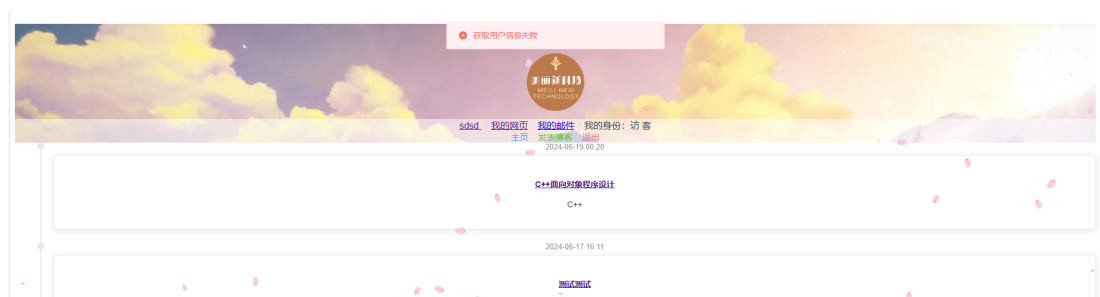 获取用户信息失败
美丽新科技
MEILI NEW
TECHNOLOGY
sdsd 我的网页 我的邮件 我的身份：访 客
主页 发表博客 退出
2024-06-19 00:20
C++面向对象程序设计
C++
2024-06-17 16:11
测试测试